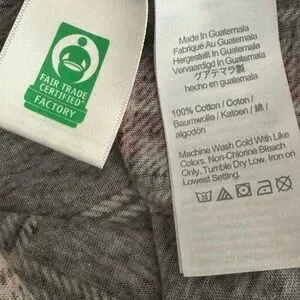 FAIR TRADE
CERTIFIED
FACTORY
Made In Guatemala
Fabriqué Au Guatemala
Hergestellt In Guatemala
Vervaardigd In Guatemala
グアテマラ製
hecho en guatemala
100% Cotton / Coton /
Baumwolle / Katoen / 綿 /
algodón
Machine Wash Cold With Like
Colors. Non-Chlorine Bleach
Only. Tumble Dry Low, Iron on
Lowest Setting.